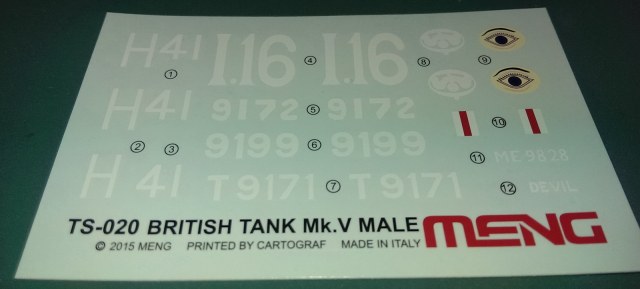 H41 I.16 ④ I.16 ⑧ ⑨
①
H41 9172 ⑤ 9172
⑩
② ③ 9199 ⑥ 9199 ⑪ ME9828
H 41 T9171 ⑦ T9171 ⑫ DEVIL
TS-020 BRITISH TANK Mk.V MALE MENG
© 2015 MENG PRINTED BY CARTOGRAF MADE IN ITALY